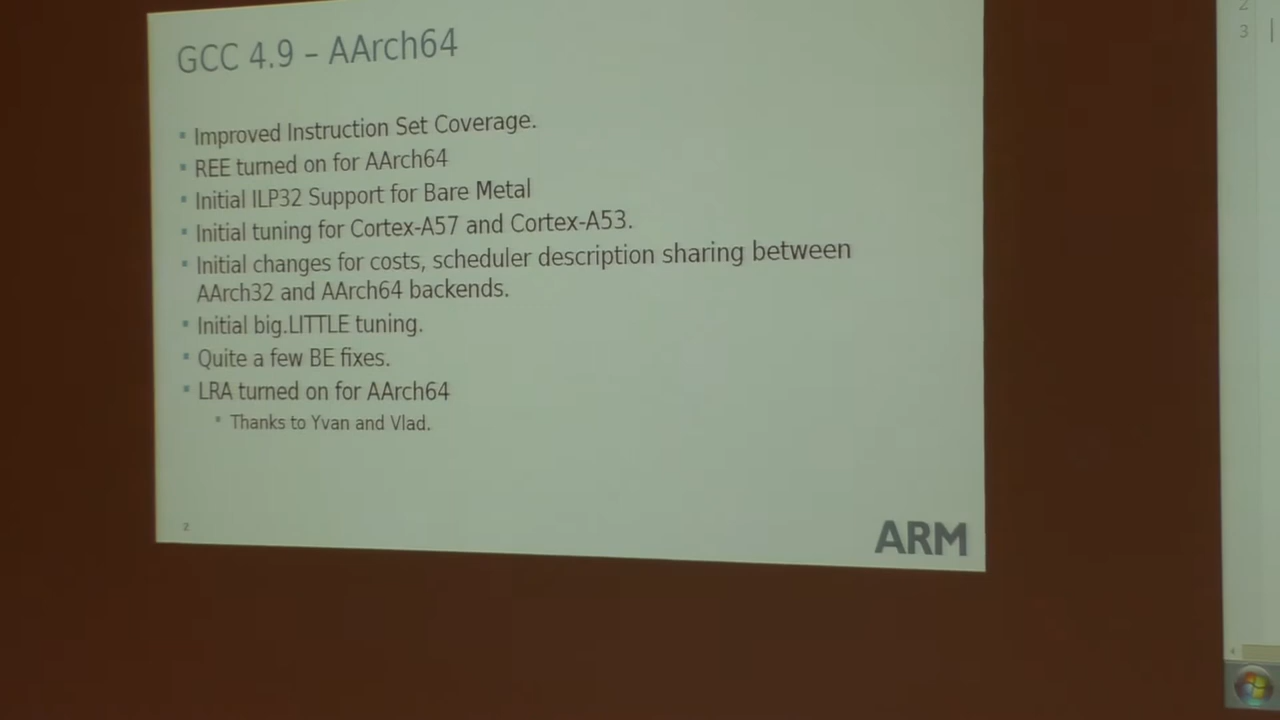 GCC 4.9 – AArch64
▪ Improved Instruction Set Coverage.
▪ REE turned on for AArch64
▪ Initial ILP32 Support for Bare Metal
▪ Initial tuning for Cortex-A57 and Cortex-A53.
▪ Initial changes for costs, scheduler description sharing between
AArch32 and AArch64 backends.
▪ Initial big.LITTLE tuning.
▪ Quite a few BE fixes.
▪ LRA turned on for AArch64
▪ Thanks to Yvan and Vlad.
2
ARM
2
3